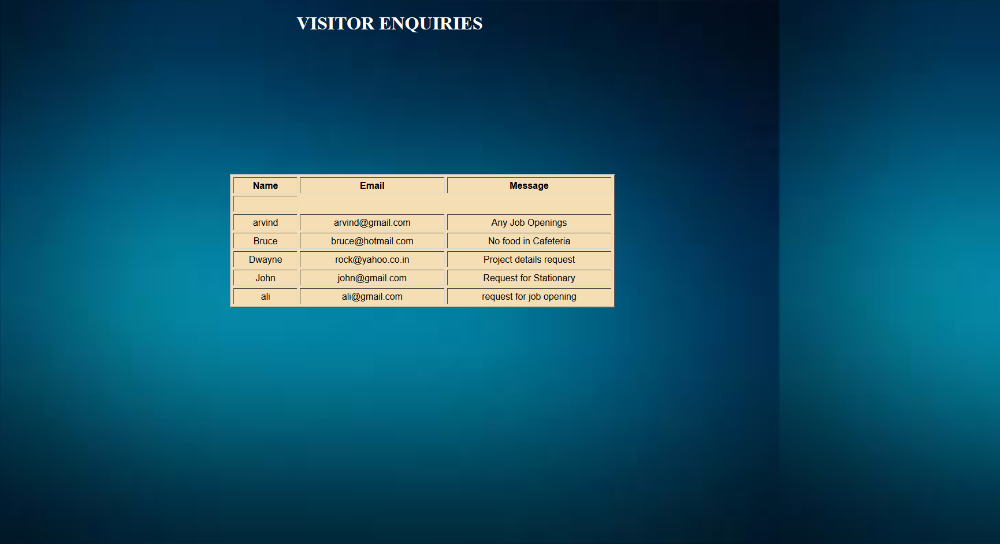 VISITOR ENQUIRIES
Name Email Message
arvind arvind@gmail.com Any Job Openings
Bruce bruce@hotmail.com No food in Cafeteria
Dwayne rock@yahoo.co.in Project details request
John john@gmail.com Request for Stationary
ali ali@gmail.com request for job opening